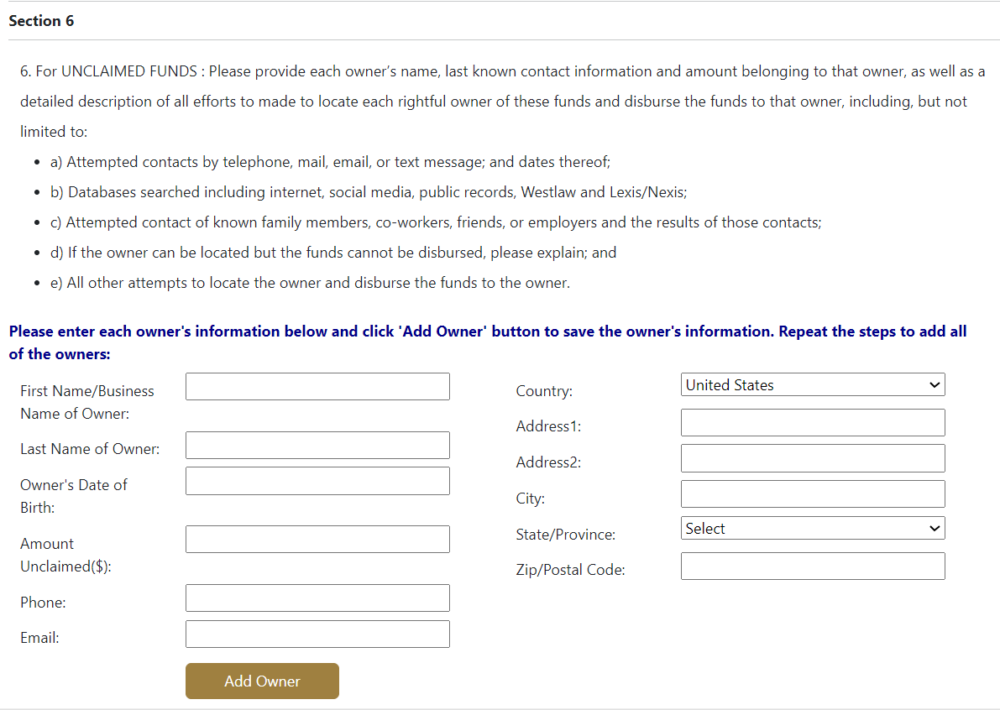 Section 6
6. For UNCLAIMED FUNDS : Please provide each owner's name, last known contact information and amount belonging to that owner, as well as a
detailed description of all efforts to made to locate each rightful owner of these funds and disburse the funds to that owner, including, but not
limited to:
• a) Attempted contacts by telephone, mail, email, or text message; and dates thereof;
• b) Databases searched including internet, social media, public records, Westlaw and Lexis/Nexis;
• c) Attempted contact of known family members, co-workers, friends, or employers and the results of those contacts;
• d) If the owner can be located but the funds cannot be disbursed, please explain; and
• e) All other attempts to locate the owner and disburse the funds to the owner.
Please enter each owner's information below and click 'Add Owner' button to save the owner's information. Repeat the steps to add all
of the owners:
First Name/Business
Name of Owner:
Last Name of Owner:
Owner's Date of
Birth:
Amount
Unclaimed($):
Phone:
Email:
Add Owner
Country:
United States
Address1:
Address2:
City:
State/Province:
Select
Zip/Postal Code: